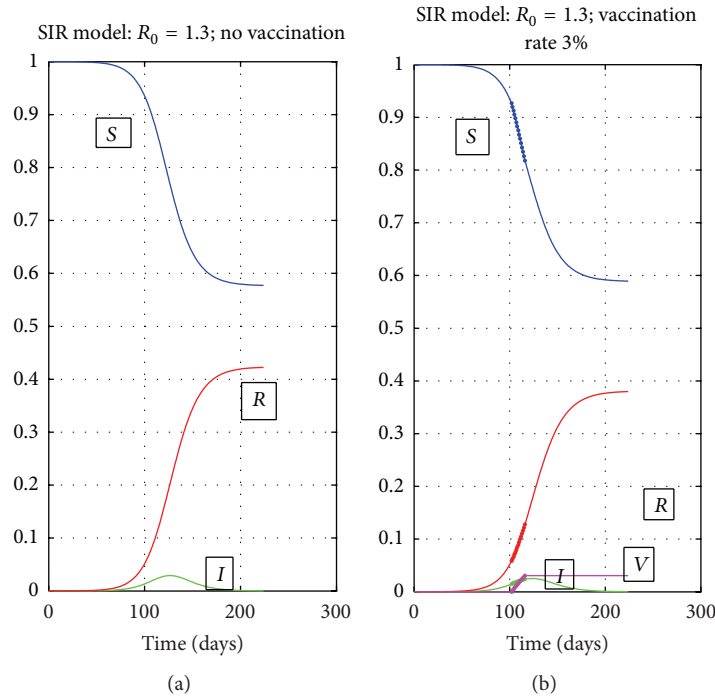 SIR model: R₀ = 1.3; no vaccination
1
0.9
0.8
0.7
0.6
0.5
0.4
0.3
0.2
0.1
0
S
R
I
0 100 200 300
Time (days)
(a)
SIR model: R₀ = 1.3; vaccination
rate 3%
1
0.9
0.8
0.7
0.6
0.5
0.4
0.3
0.2
0.1
0
S
R
V
I
0 100 200 300
Time (days)
(b)